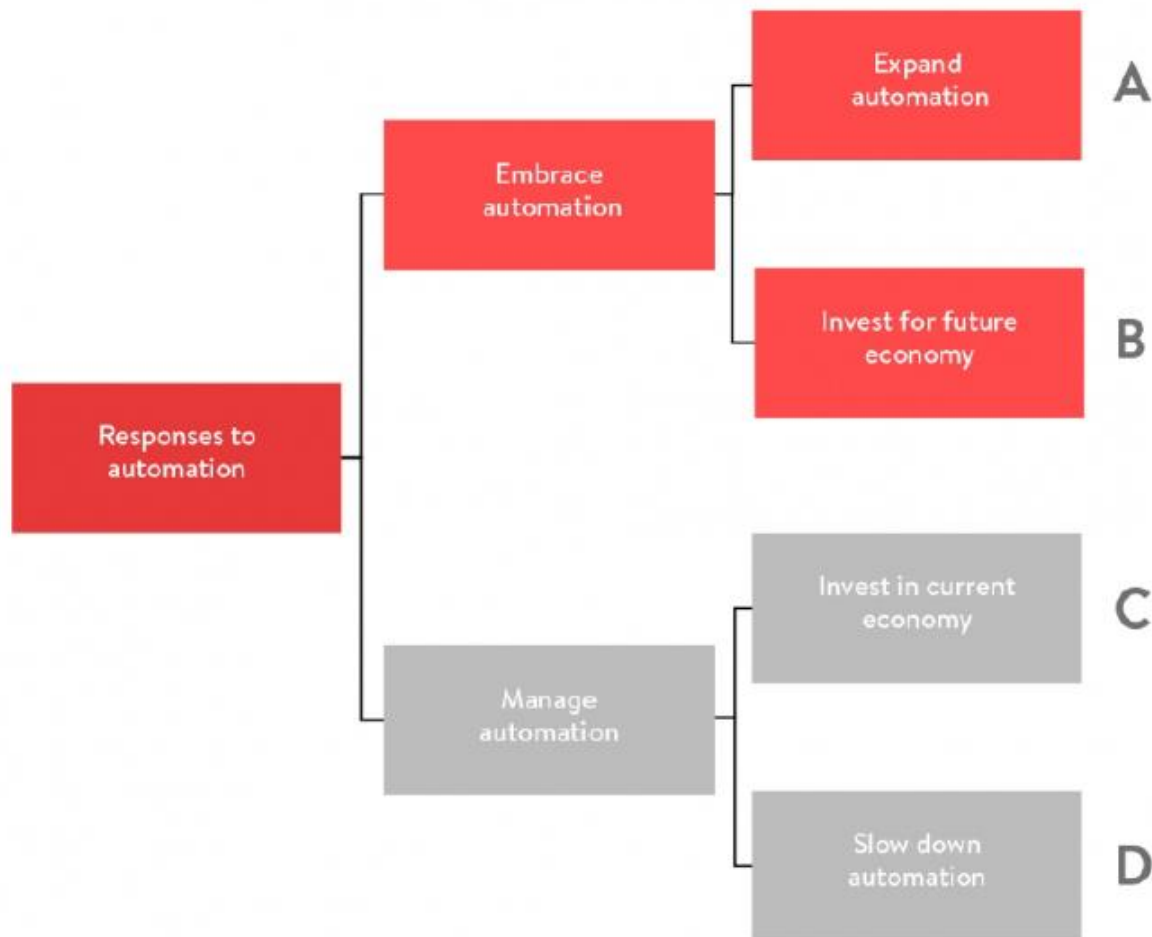 Expand
automation
A
Embrace
automation
Invest for future
economy
B
Responses to
automation
Invest in current
economy
C
Manage
automation
Slow down
automation
D